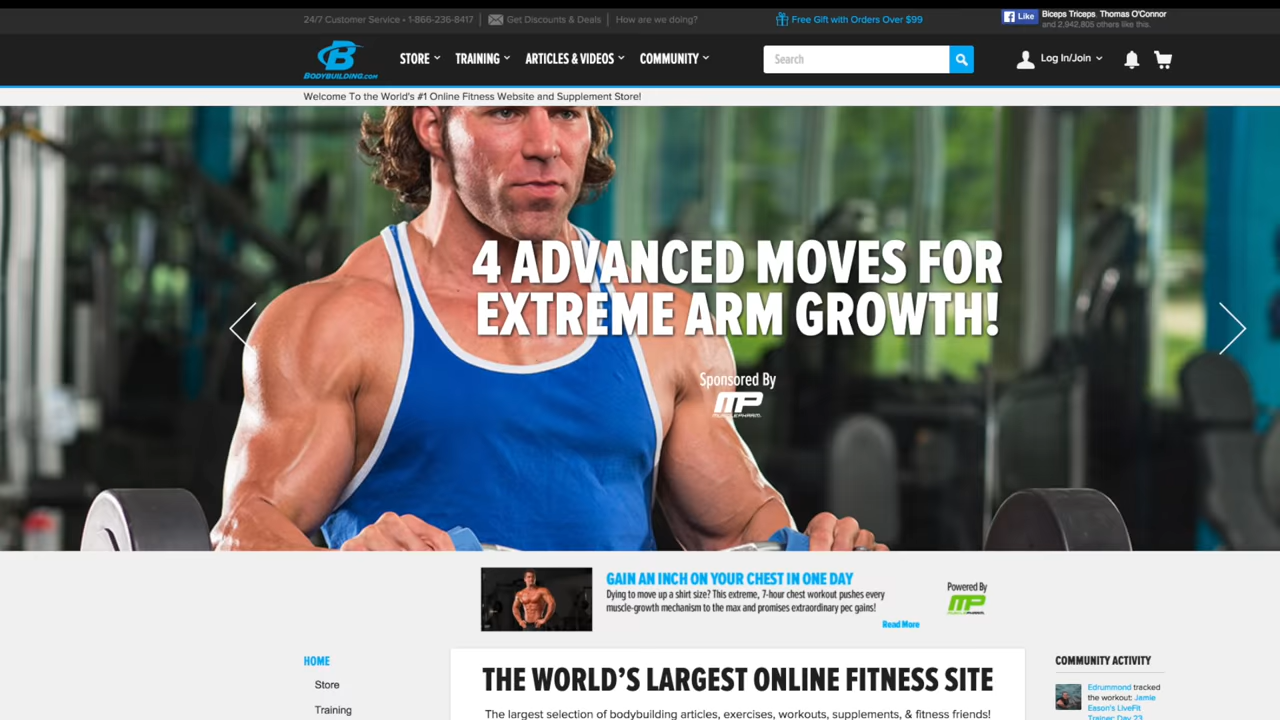 24/7 Customer Service • 1-866-236-8417 | Get Discounts & Deals | How are we doing?
Free Gift with Orders Over $99
Like
Biceps Triceps, Thomas O'Connor
and 2,942,805 others like this.
BODYBUILDING.COM
STORE
TRAINING
ARTICLES & VIDEOS
COMMUNITY
Search
Log In/Join
Welcome To the World's #1 Online Fitness Website and Supplement Store!
4 ADVANCED MOVES FOR
EXTREME ARM GROWTH!
Sponsored By
MP
MUSCLEPHARM
GAIN AN INCH ON YOUR CHEST IN ONE DAY
Dying to move up a shirt size? This extreme, 7-hour chest workout pushes every
muscle-growth mechanism to the max and promises extraordinary pec gains!
Read More
Powered By
MP
MUSCLEPHARM
HOME
Store
Training
THE WORLD'S LARGEST ONLINE FITNESS SITE
The largest selection of bodybuilding articles, exercises, workouts, supplements, & fitness friends!
COMMUNITY ACTIVITY
Edrummond tracked
the workout: Jamie
Eason's LiveFit
Trainer: Day 23